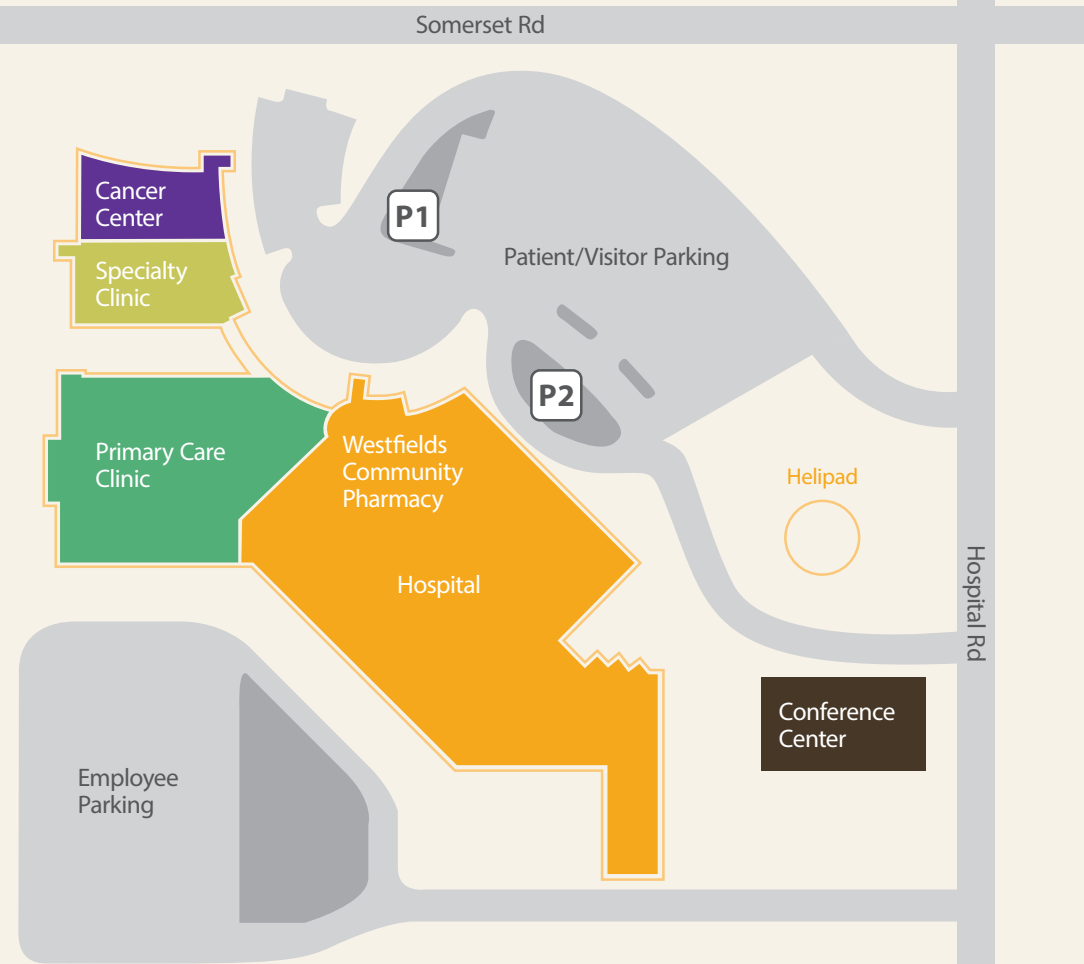 Somerset Rd
Cancer
Center
P1
Patient/Visitor Parking
Specialty
Clinic
P2
Primary Care
Clinic
Westfields
Community
Pharmacy
Helipad
Hospital
Hospital Rd
Conference
Center
Employee
Parking